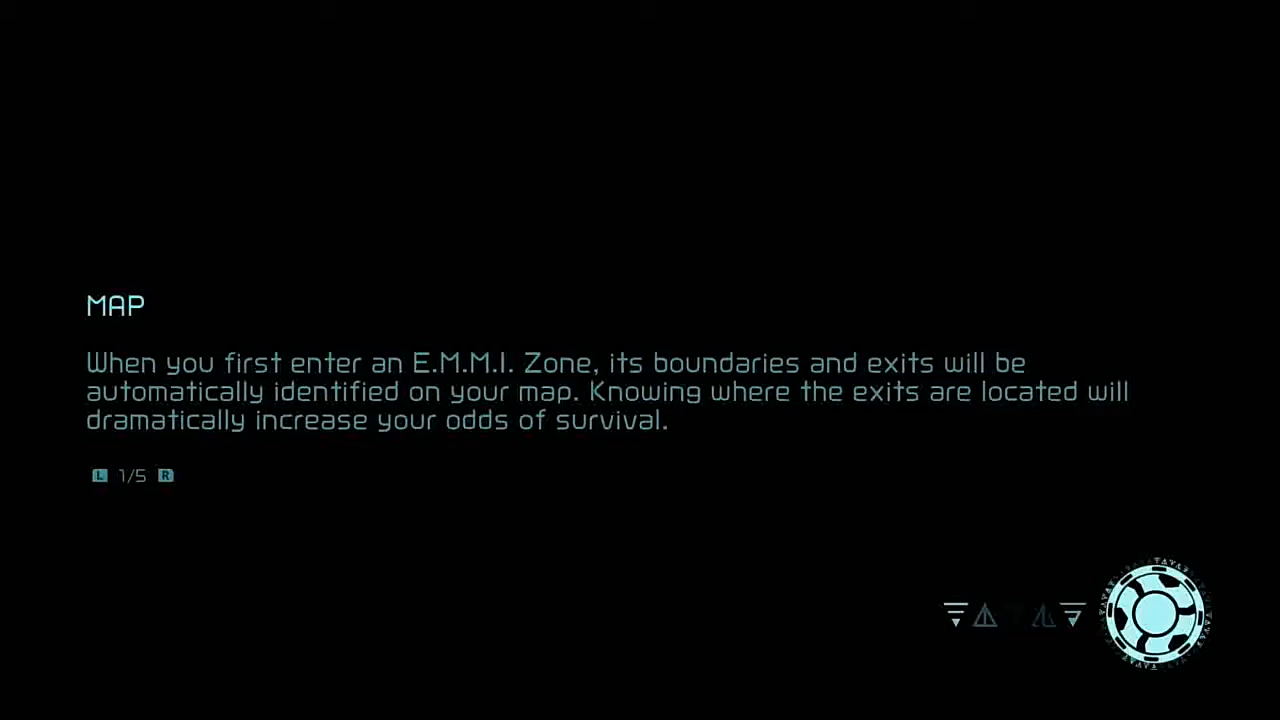 MAP
When you first enter an E.M.M.I. Zone, its boundaries and exits will be
automatically identified on your map. Knowing where the exits are located will
dramatically increase your odds of survival.
L 1/5 R